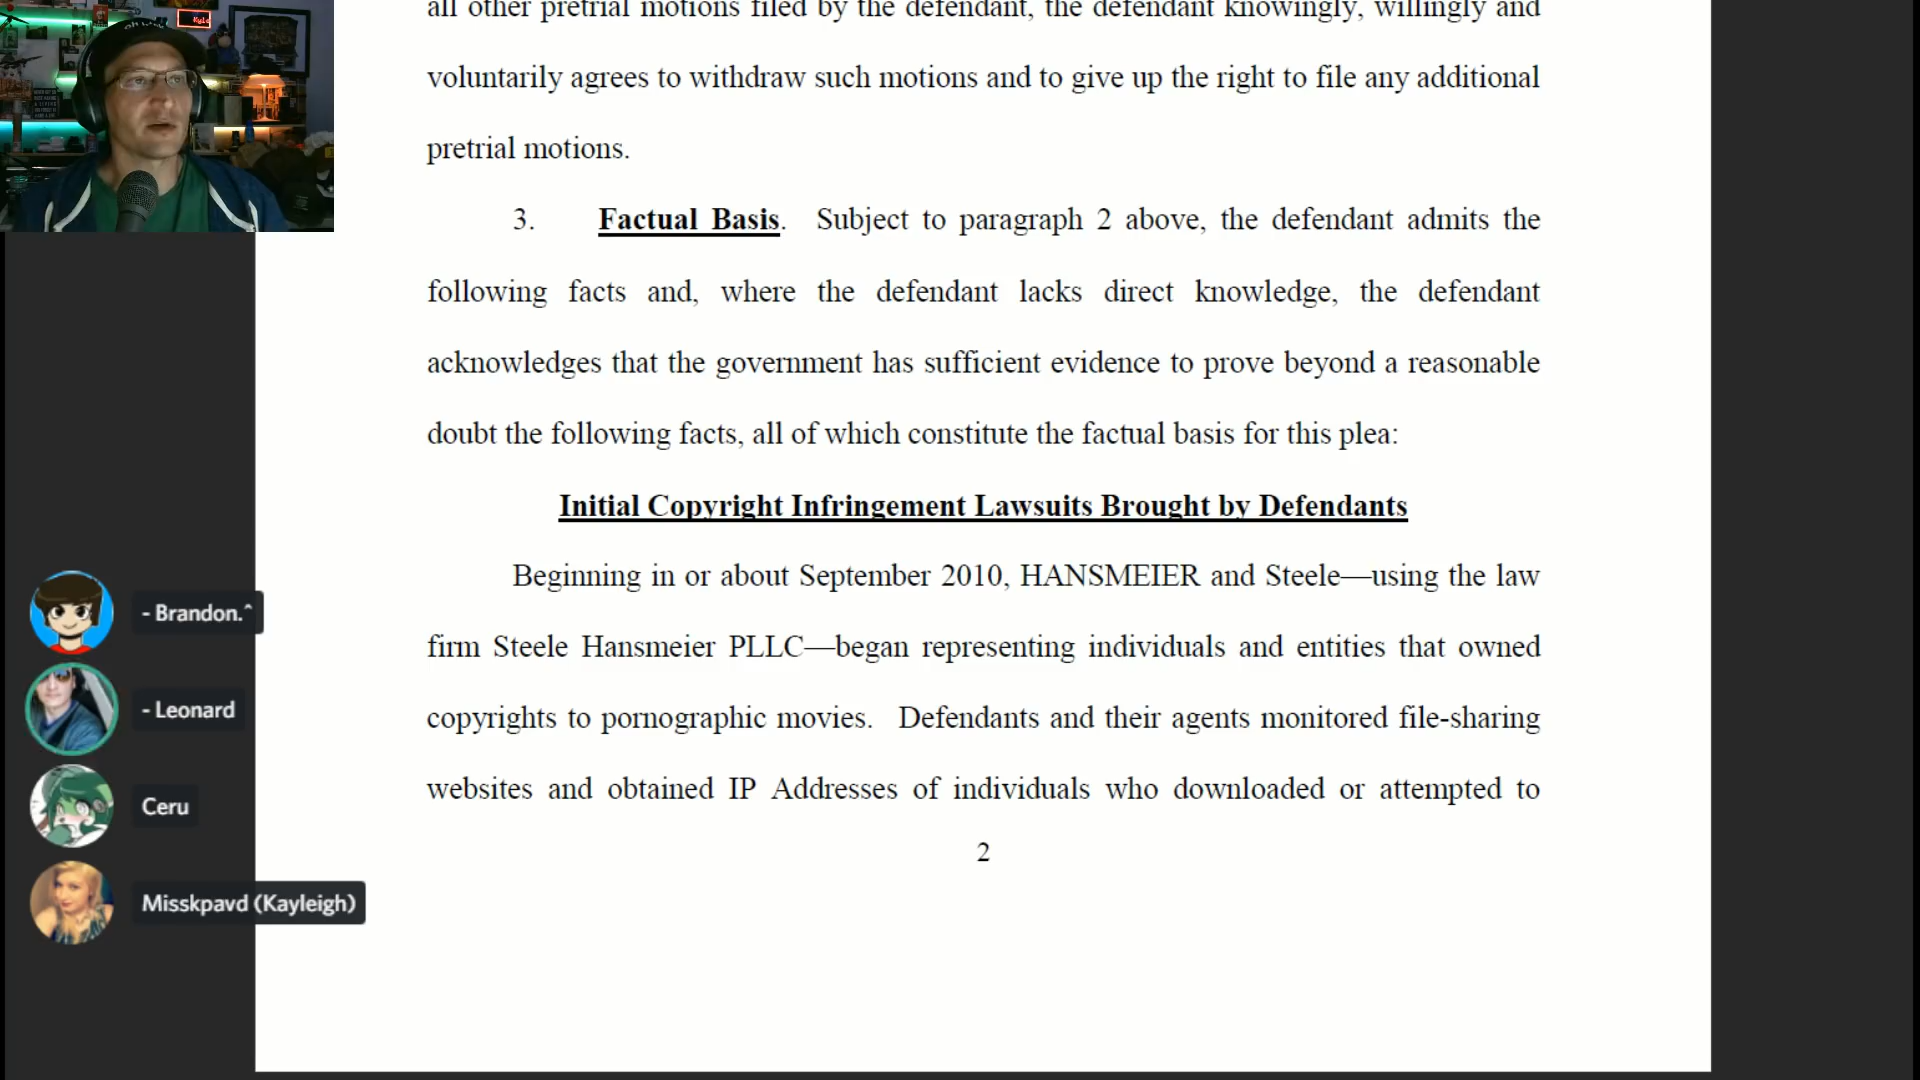 all other pretrial motions filed by the defendant, the defendant knowingly, willingly and
voluntarily agrees to withdraw such motions and to give up the right to file any additional
pretrial motions.
3. Factual Basis. Subject to paragraph 2 above, the defendant admits the
following facts and, where the defendant lacks direct knowledge, the defendant
acknowledges that the government has sufficient evidence to prove beyond a reasonable
doubt the following facts, all of which constitute the factual basis for this plea:
Initial Copyright Infringement Lawsuits Brought by Defendants
Beginning in or about September 2010, HANSMEIER and Steele—using the law
firm Steele Hansmeier PLLC—began representing individuals and entities that owned
copyrights to pornographic movies. Defendants and their agents monitored file-sharing
websites and obtained IP Addresses of individuals who downloaded or attempted to
2
- Brandon.^
- Leonard
Ceru
Misskpavd (Kayleigh)